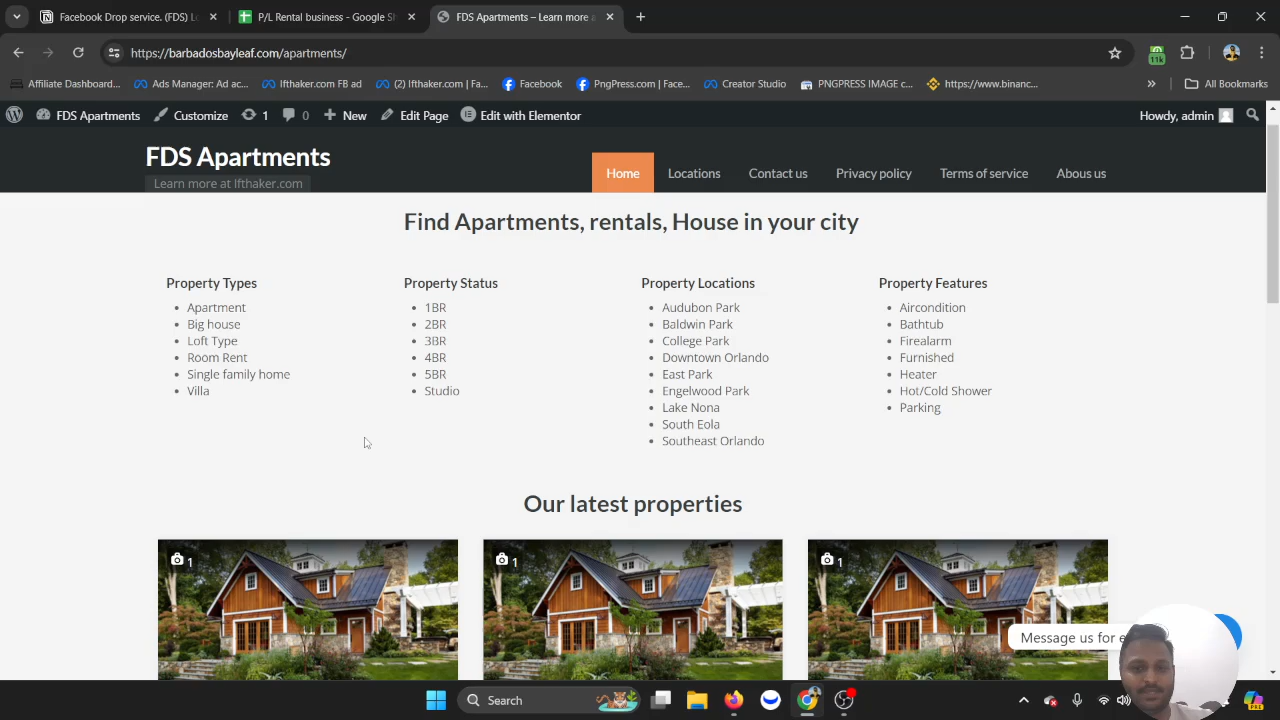 Facebook Drop service. (FDS) L
P/L Rental business - Google Sh
FDS Apartments – Learn more a
https://barbadosbayleaf.com/apartments/
11k
Affiliate Dashboard...
Ads Manager: Ad ac...
Ifthaker.com FB ad
(2) Ifthaker.com | Fa...
Facebook
PngPress.com | Face...
Creator Studio
PNGPRESS IMAGE c...
https://www.binanc...
All Bookmarks
FDS Apartments
Customize
1
0
New
Edit Page
Edit with Elementor
Howdy, admin
FDS Apartments
Learn more at Ifthaker.com
Home
Locations
Contact us
Privacy policy
Terms of service
Abous us
Find Apartments, rentals, House in your city
Property Types
Apartment
Big house
Loft Type
Room Rent
Single family home
Villa
Property Status
1BR
2BR
3BR
4BR
5BR
Studio
Property Locations
Audubon Park
Baldwin Park
College Park
Downtown Orlando
East Park
Engelwood Park
Lake Nona
South Eola
Southeast Orlando
Property Features
Aircondition
Bathtub
Firealarm
Furnished
Heater
Hot/Cold Shower
Parking
Our latest properties
1
1
1
Message us for e
Search